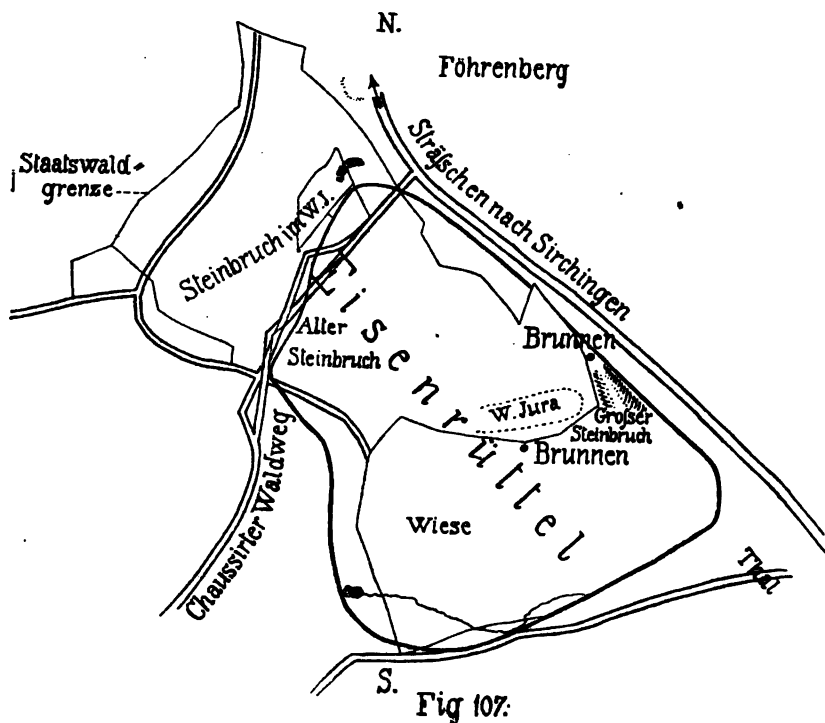 N.
Föhrenberg
Sträßchen nach Sirchingen
Staatswald-
grenze
Steinbruch im W. J.
Eisenrüttel
Alter
Steinbruch
Brunnen
W. Jura
Großer
Steinbruch
Brunnen
Wiese
Chaussirter Waldweg
Thal
S.
Fig 107.